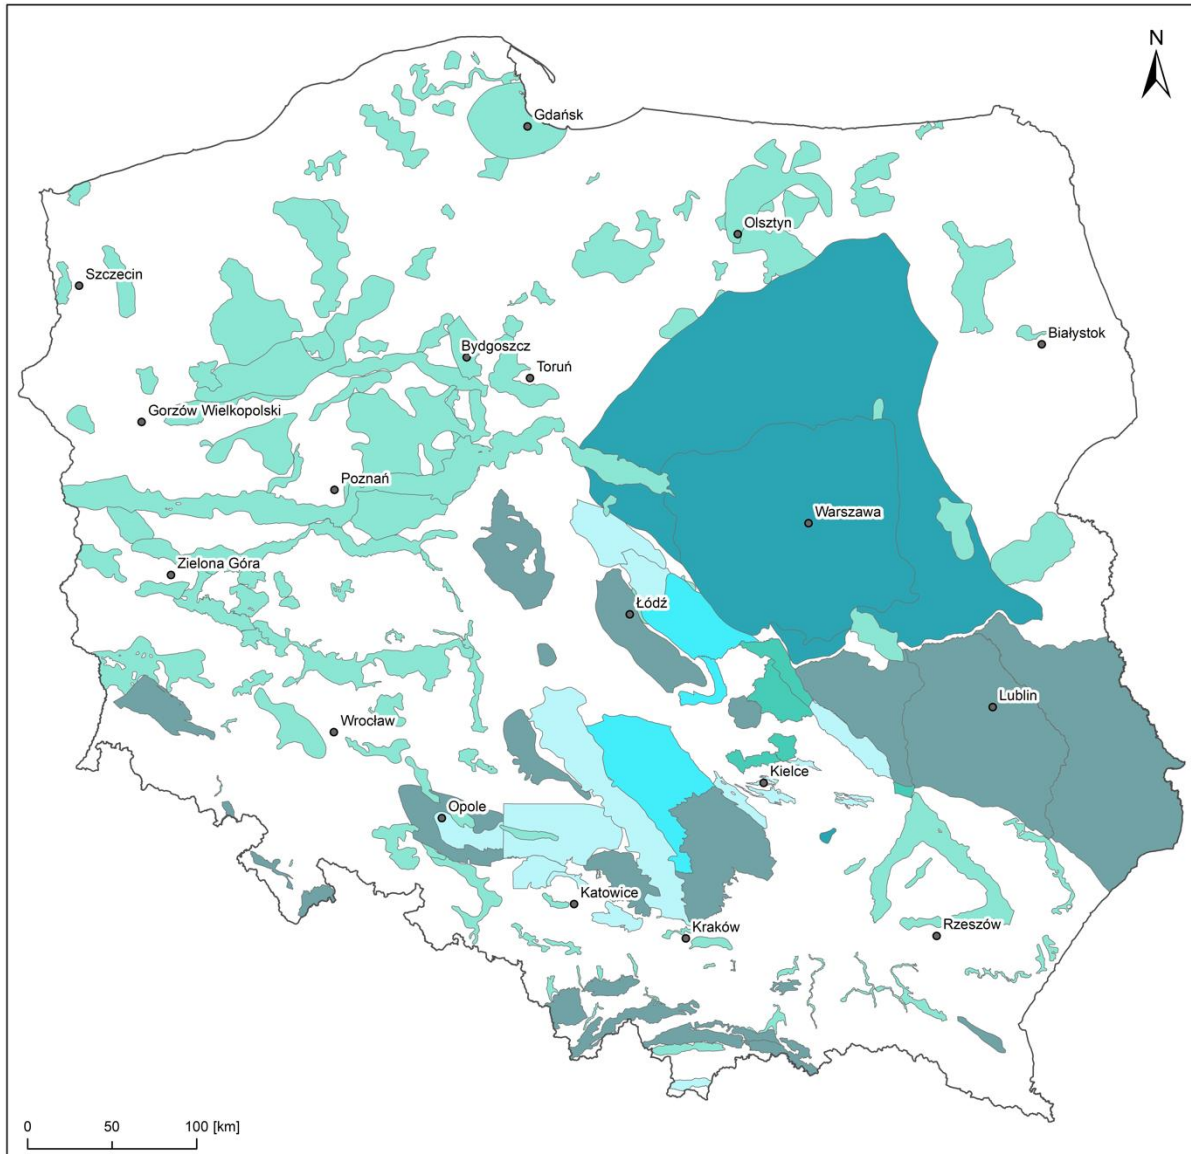 N
Gdańsk
Olsztyn
Szczecin
Białystok
Bydgoszcz
Toruń
Gorzów Wielkopolski
Poznań
Warszawa
Zielona Góra
Łódź
Lublin
Wrocław
Kielce
Opole
Katowice
Rzeszów
Kraków
0 50 100 [km]